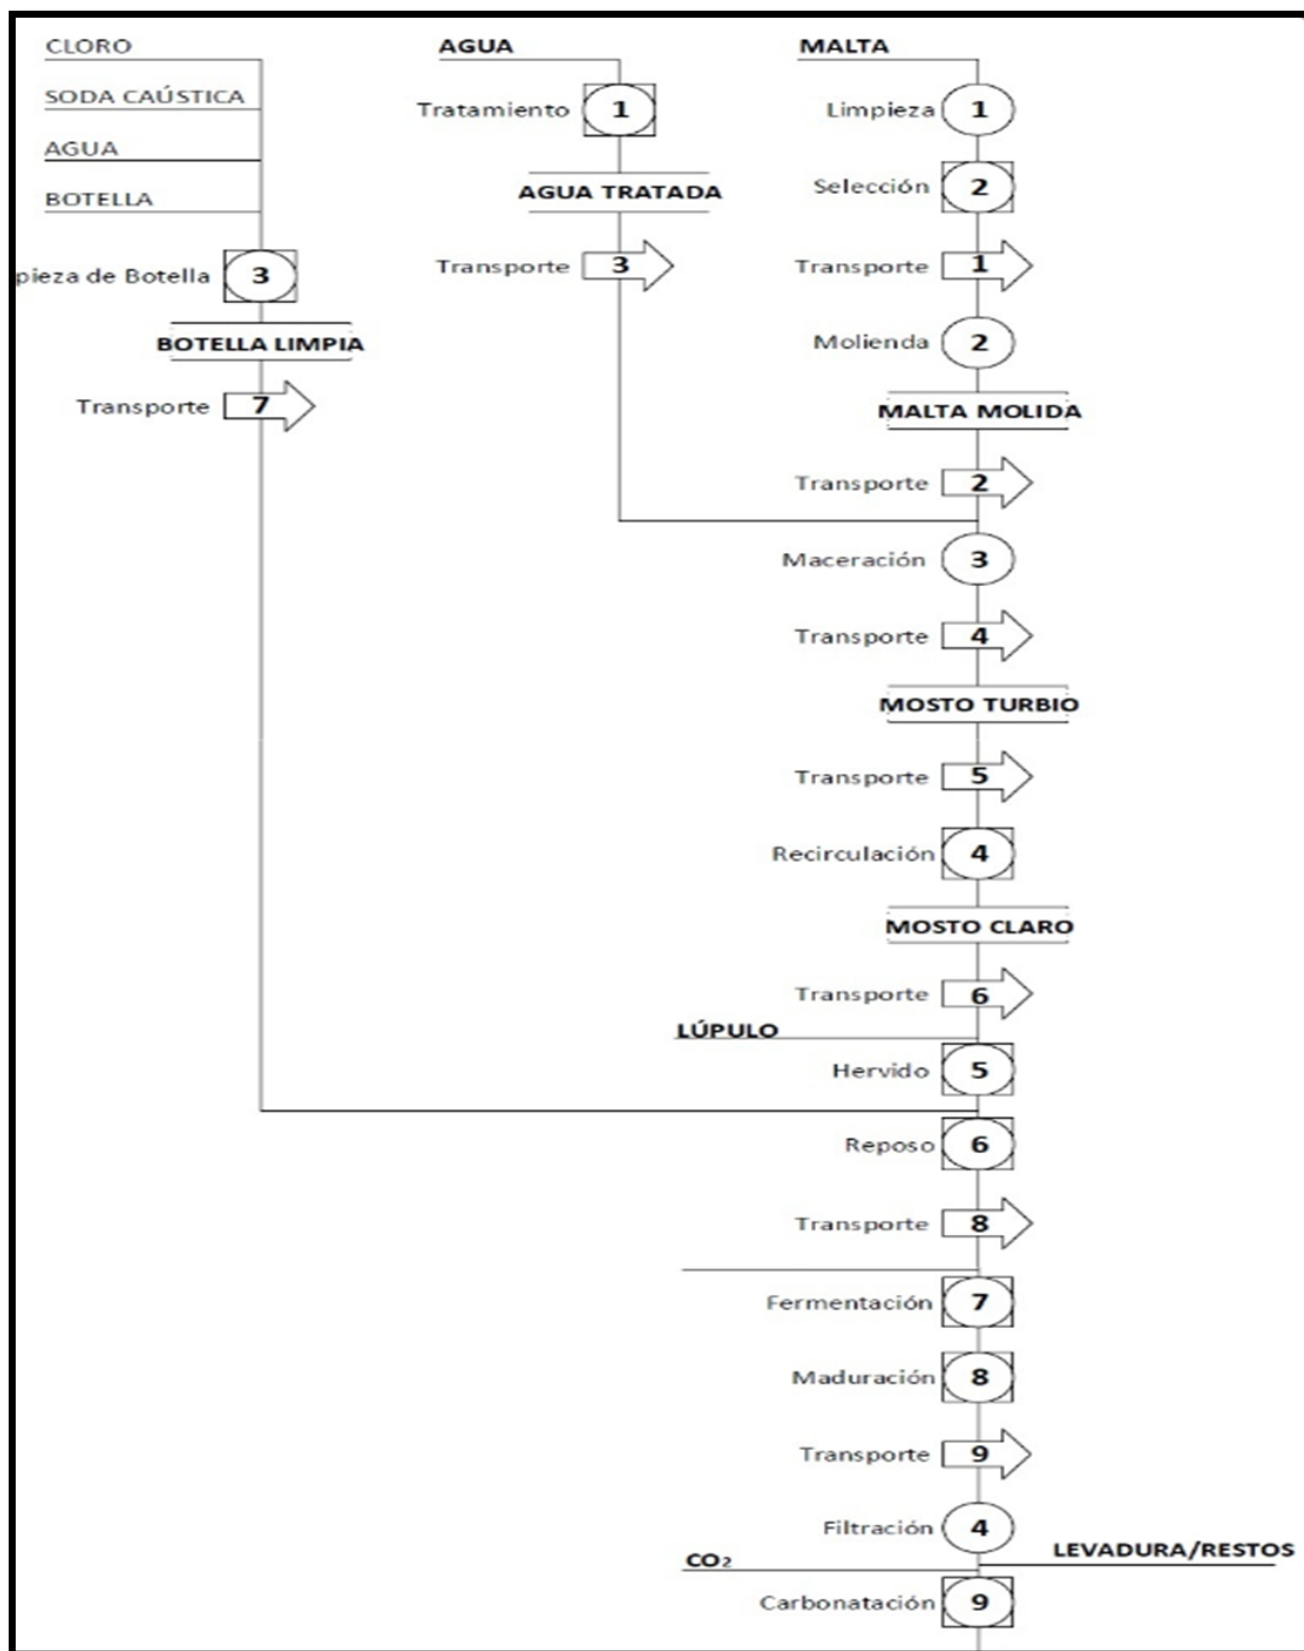 CLORO
SODA CAÚSTICA
AGUA
BOTELLA
pieza de Botella 3
BOTELLA LIMPIA
Transporte 7
AGUA
Tratamiento 1
AGUA TRATADA
Transporte 3
MALTA
Limpieza 1
Selección 2
Transporte 1
Molienda 2
MALTA MOLIDA
Transporte 2
Maceración 3
Transporte 4
MOSTO TURBIO
Transporte 5
Recirculación 4
MOSTO CLARO
Transporte 6
LÚPULO
Hervido 5
Reposo 6
Transporte 8
Fermentación 7
Maduración 8
Transporte 9
Filtración 4
LEVADURA/RESTOS
CO₂
Carbonatación 9